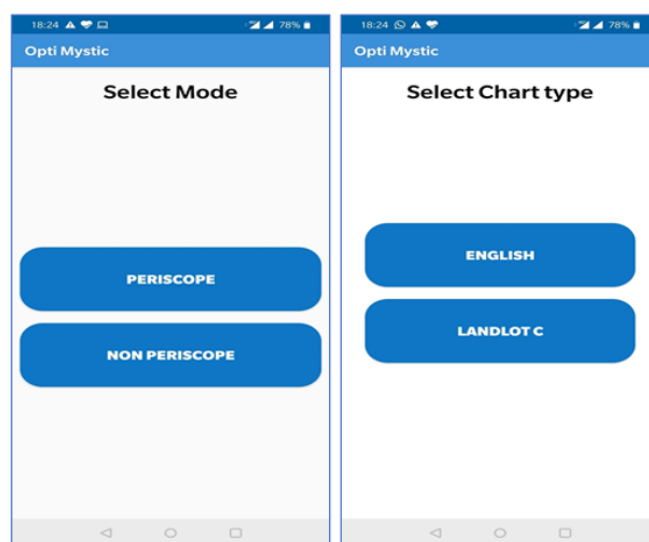 18:24 78%
Opti Mystic
Select Mode
PERISCOPE
NON PERISCOPE
18:24 78%
Opti Mystic
Select Chart type
ENGLISH
LANDLOT C